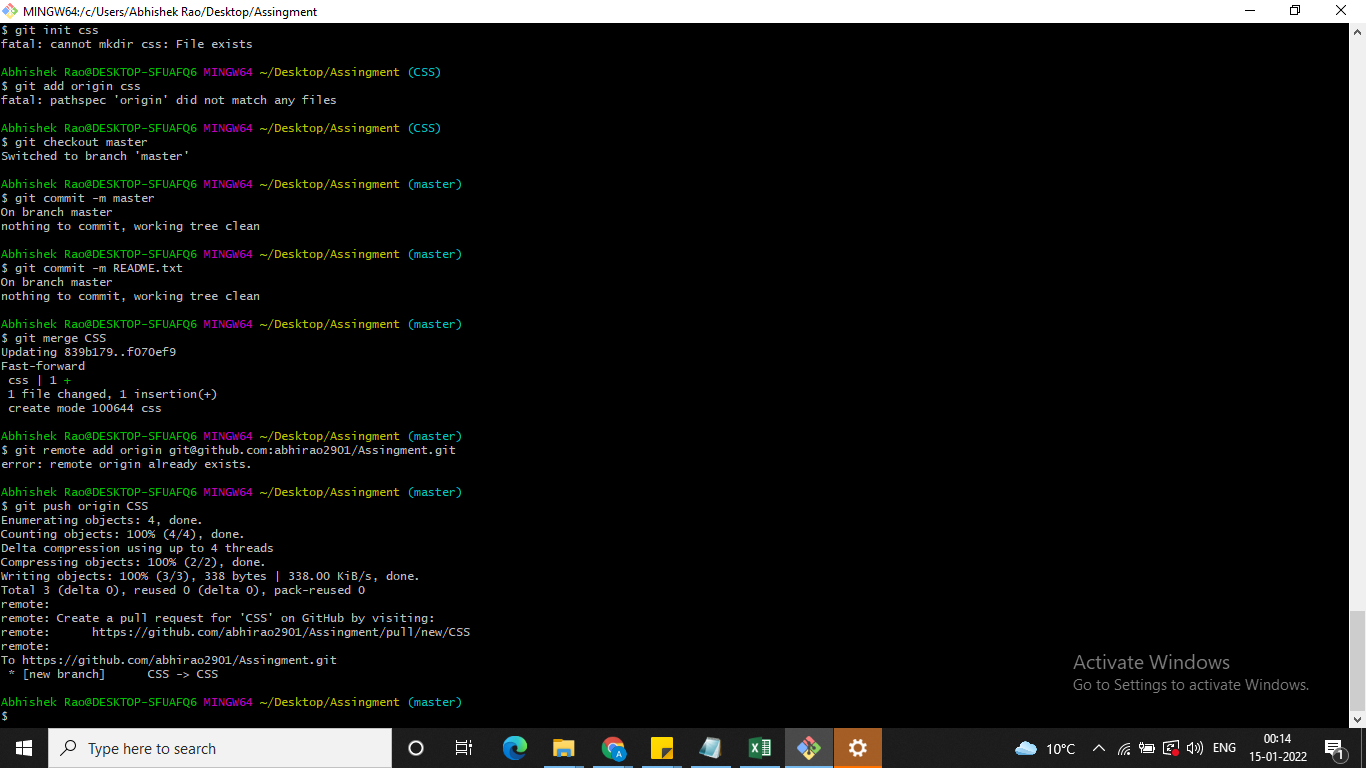 MINGW64:/c/Users/Abhishek Rao/Desktop/Assingment
$ git init css
fatal: cannot mkdir css: File exists
Abhishek Rao@DESKTOP-SFUAFQ6 MINGW64 ~/Desktop/Assingment (CSS)
$ git add origin css
fatal: pathspec 'origin' did not match any files
Abhishek Rao@DESKTOP-SFUAFQ6 MINGW64 ~/Desktop/Assingment (CSS)
$ git checkout master
Switched to branch 'master'
Abhishek Rao@DESKTOP-SFUAFQ6 MINGW64 ~/Desktop/Assingment (master)
$ git commit -m master
On branch master
nothing to commit, working tree clean
Abhishek Rao@DESKTOP-SFUAFQ6 MINGW64 ~/Desktop/Assingment (master)
$ git commit -m README.txt
On branch master
nothing to commit, working tree clean
Abhishek Rao@DESKTOP-SFUAFQ6 MINGW64 ~/Desktop/Assingment (master)
$ git merge CSS
Updating 839b179..f070ef9
Fast-forward
css | 1 +
1 file changed, 1 insertion(+)
create mode 100644 css
Abhishek Rao@DESKTOP-SFUAFQ6 MINGW64 ~/Desktop/Assingment (master)
$ git remote add origin git@github.com:abhirao2901/Assingment.git
error: remote origin already exists.
Abhishek Rao@DESKTOP-SFUAFQ6 MINGW64 ~/Desktop/Assingment (master)
$ git push origin CSS
Enumerating objects: 4, done.
Counting objects: 100% (4/4), done.
Delta compression using up to 4 threads
Compressing objects: 100% (2/2), done.
Writing objects: 100% (3/3), 338 bytes | 338.00 KiB/s, done.
Total 3 (delta 0), reused 0 (delta 0), pack-reused 0
remote:
remote: Create a pull request for 'CSS' on GitHub by visiting:
remote:      https://github.com/abhirao2901/Assingment/pull/new/CSS
remote:
To https://github.com/abhirao2901/Assingment.git
* [new branch]      CSS -> CSS
Abhishek Rao@DESKTOP-SFUAFQ6 MINGW64 ~/Desktop/Assingment (master)
$
Activate Windows
Go to Settings to activate Windows.
Type here to search
10°C
ENG
00:14
15-01-2022
1